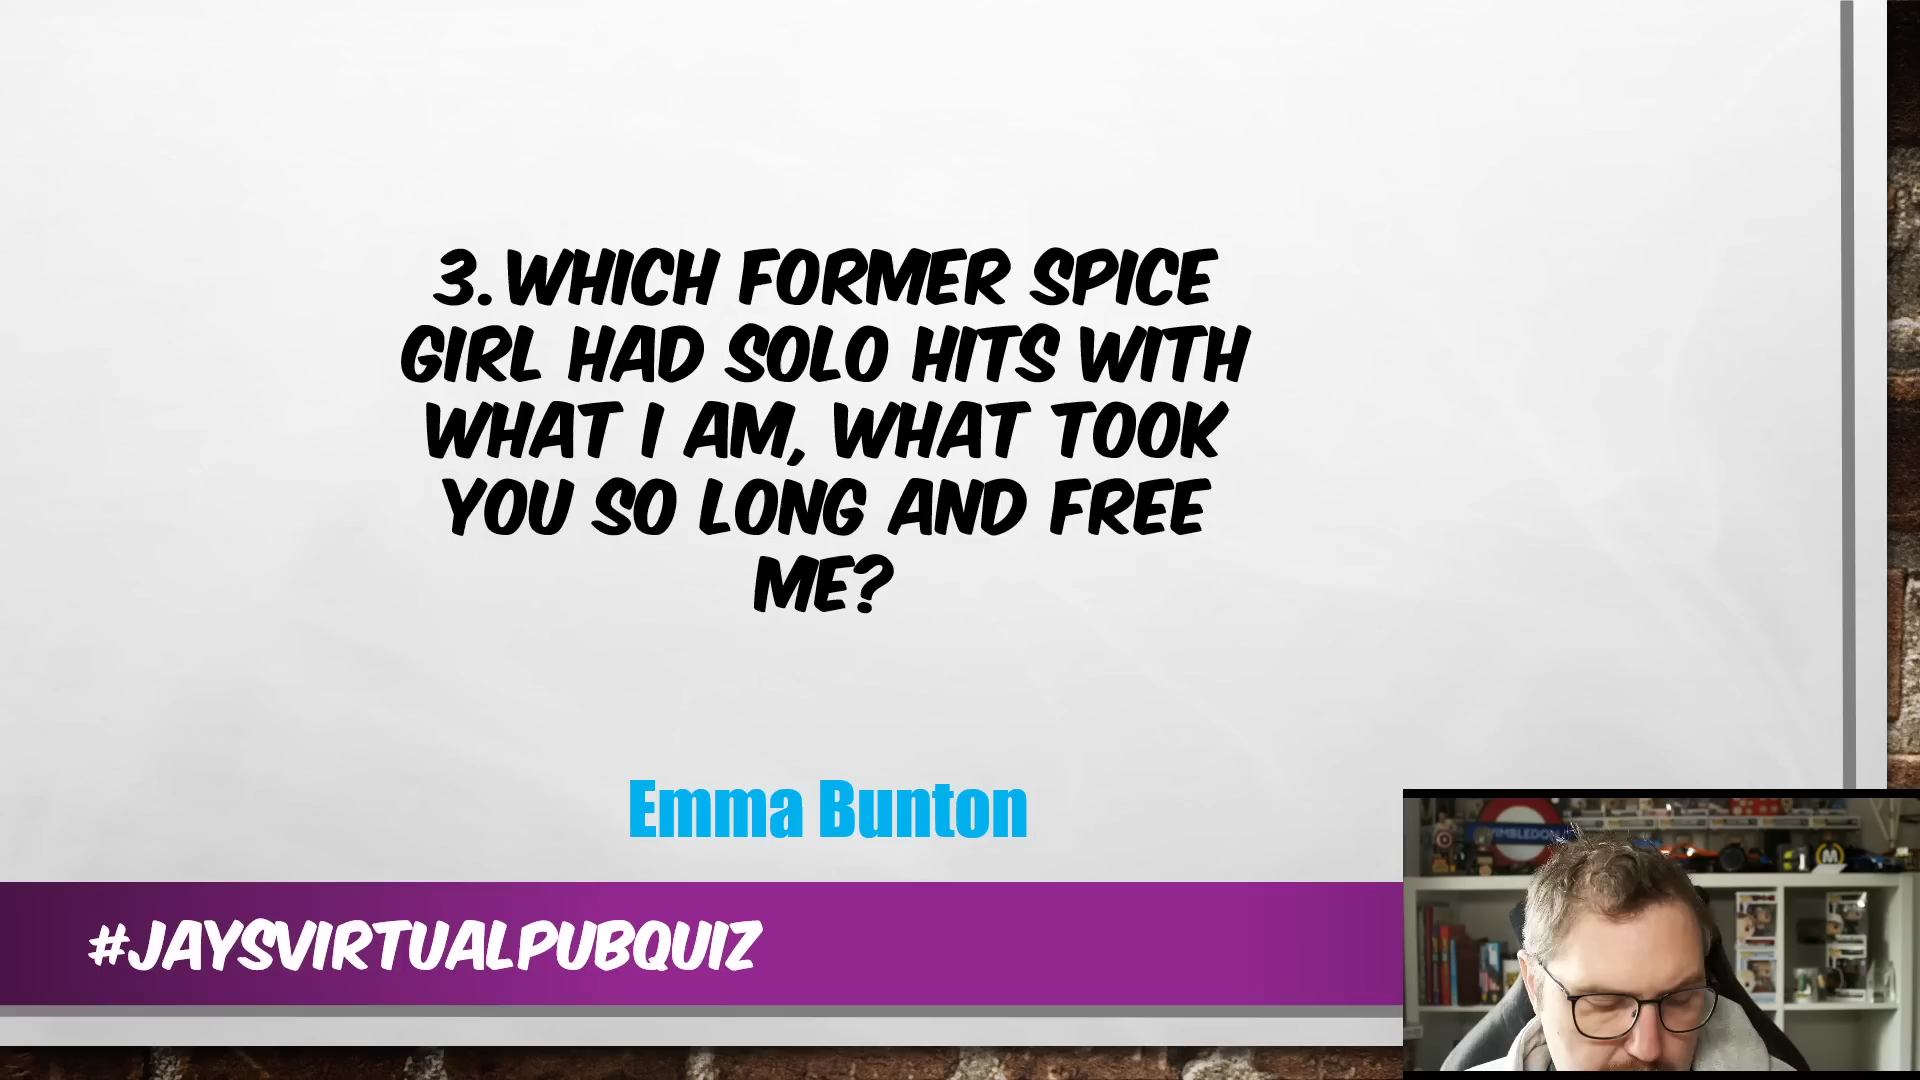 3. WHICH FORMER SPICE
GIRL HAD SOLO HITS WITH
WHAT I AM, WHAT TOOK
YOU SO LONG AND FREE
ME?
Emma Bunton
#JAYSVIRTUALPUBQUIZ
WIMBLEDON
M